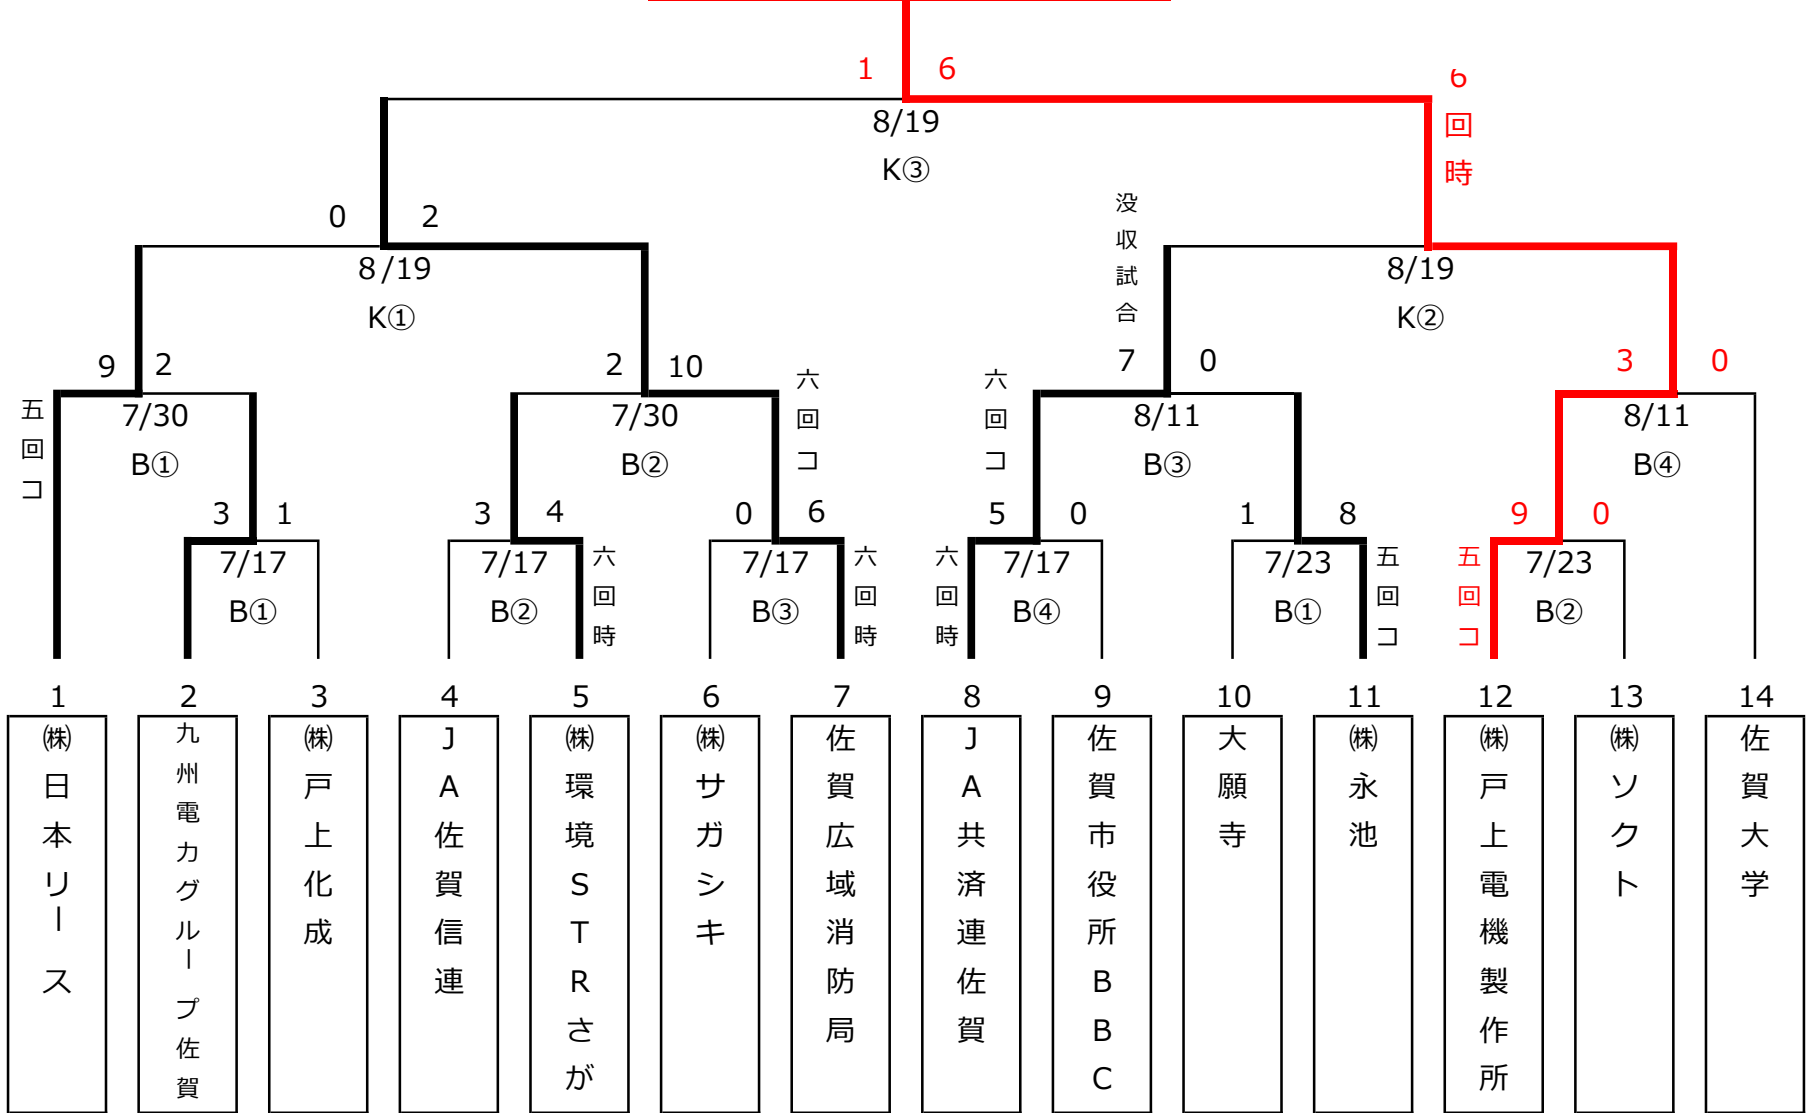 1 6
6回時
8/19
K③
没収試合
0 2
8/19
K①
8/19
K②
9 2
2 10
7 0
3 0
五回コ
六回コ
六回コ
7/30
B①
7/30
B②
8/11
B③
8/11
B④
3 1
3 4
0 6
5 0
1 8
9 0
六回時
六回時
六回時
五回コ
五回コ
7/17
B①
7/17
B②
7/17
B③
7/17
B④
7/23
B①
7/23
B②
1 2 3 4 5 6 7 8 9 10 11 12 13 14
㈱日本リース
九州電力グループ佐賀
㈱戸上化成
JA佐賀信連
㈱環境STRさが
㈱サガシキ
佐賀広域消防局
JA共済連佐賀
佐賀市役所BBC
大願寺
㈱永池
㈱戸上電機製作所
㈱ソクト
佐賀大学